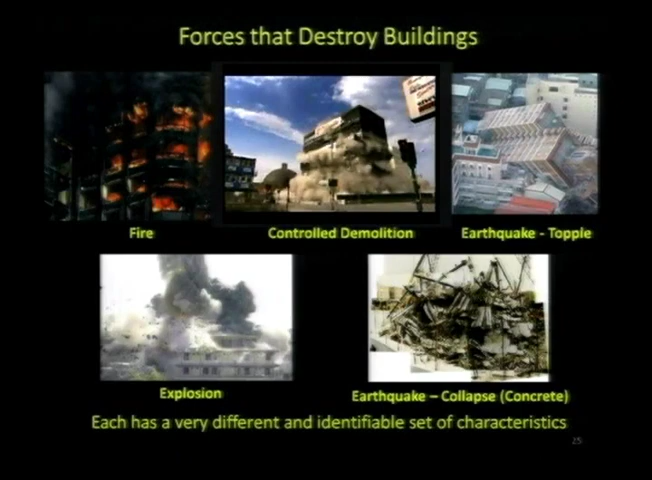 Forces that Destroy Buildings
Fire
Controlled Demolition
Earthquake - Topple
Explosion
Earthquake – Collapse (Concrete)
Each has a very different and identifiable set of characteristics
25